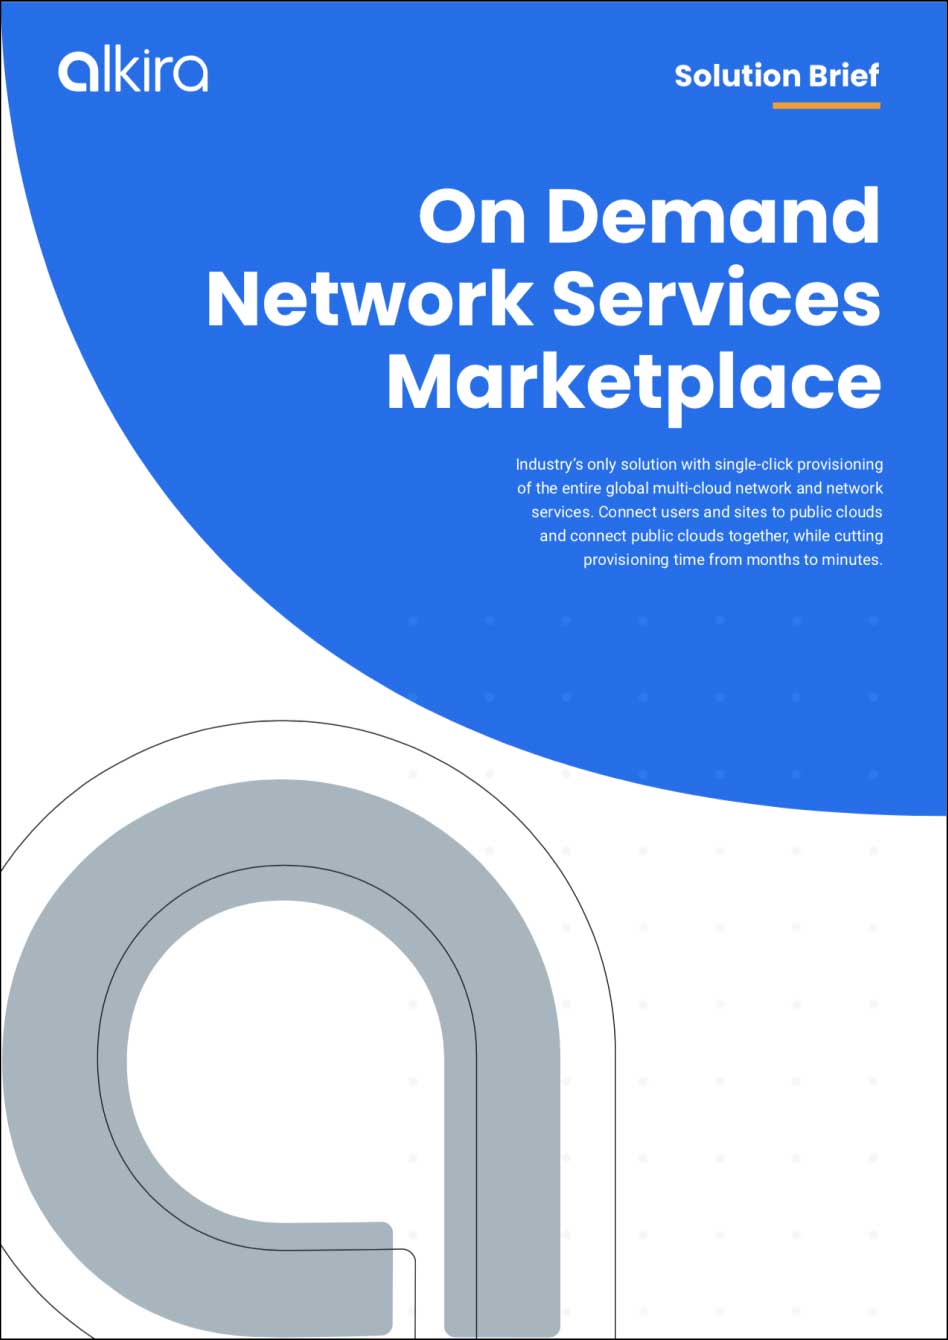 alkira
Solution Brief
On Demand
Network Services
Marketplace
Industry’s only solution with single-click provisioning
of the entire global multi-cloud network and network
services. Connect users and sites to public clouds
and connect public clouds together, while cutting
provisioning time from months to minutes.